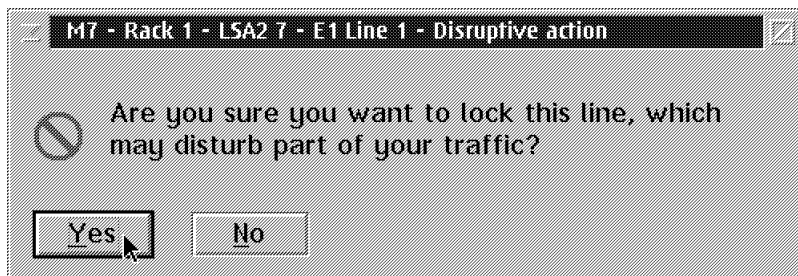 M7 - Rack 1 - LSA2 7 - E1 Line 1 - Disruptive action
Are you sure you want to lock this line, which
may disturb part of your traffic?
Yes
No